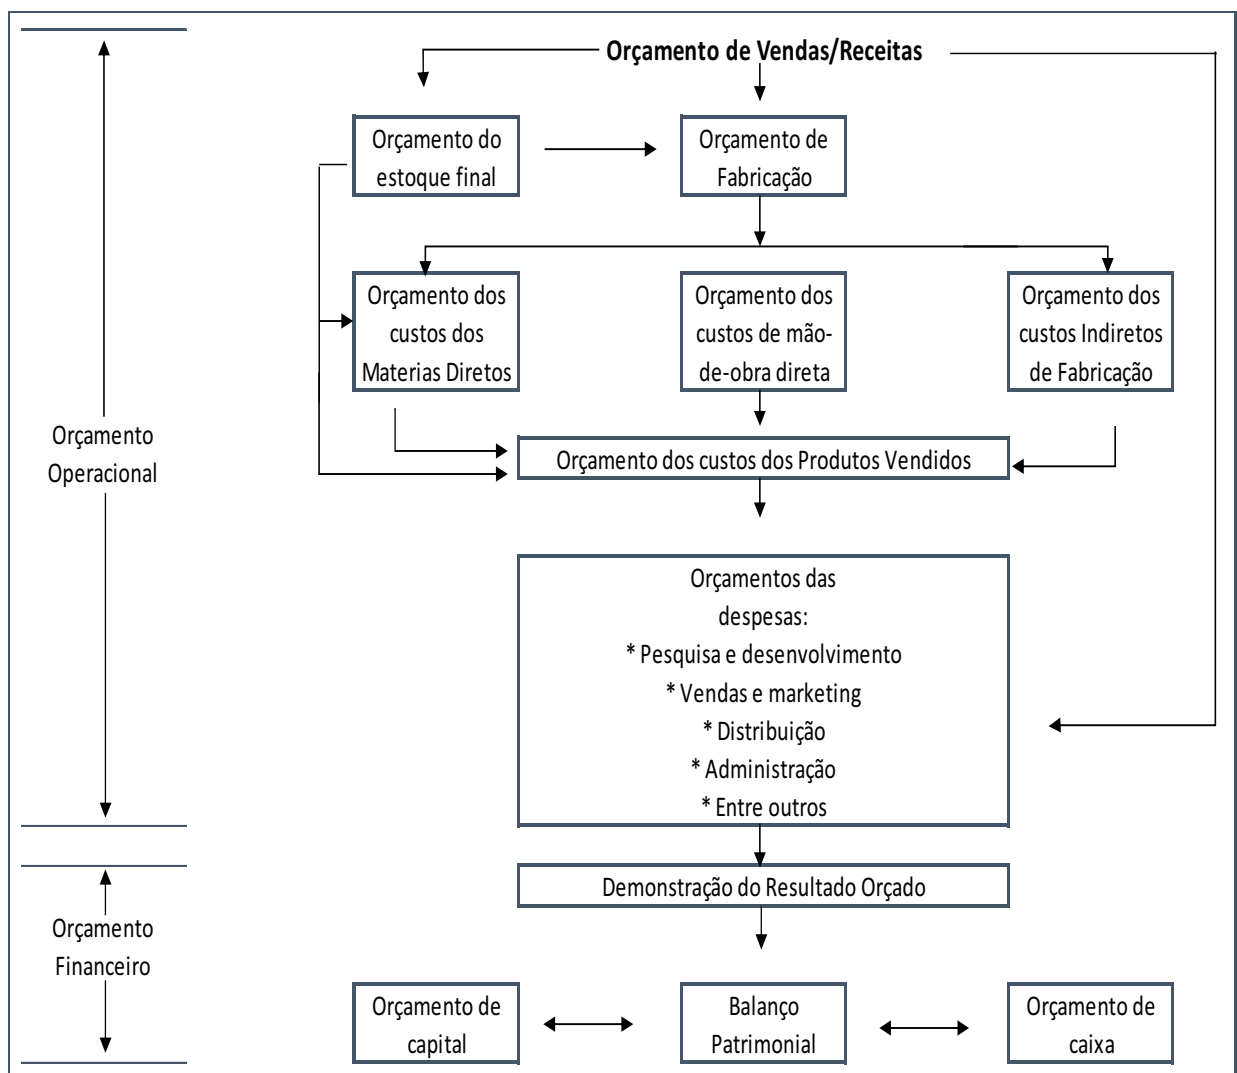 Orçamento de Vendas/Receitas
Orçamento do
estoque final
Orçamento de
Fabricação
Orçamento dos
custos dos
Materias Diretos
Orçamento dos
custos de mão-
de-obra direta
Orçamento dos
custos Indiretos
de Fabricação
Orçamento
Operacional
Orçamento dos custos dos Produtos Vendidos
Orçamentos das
despesas:
* Pesquisa e desenvolvimento
* Vendas e marketing
* Distribuição
* Administração
* Entre outros
Demonstração do Resultado Orçado
Orçamento
Financeiro
Orçamento de
capital
Balanço
Patrimonial
Orçamento de
caixa